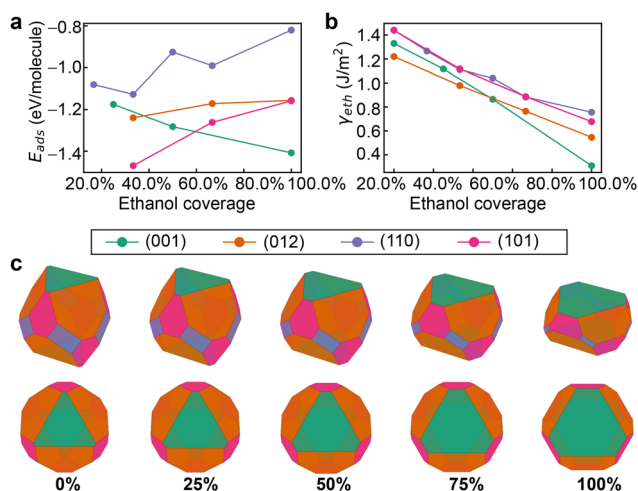 a
b
−0.8
−1.0
−1.2
−1.4
E_ads (eV/molecule)
20.0% 40.0% 60.0% 80.0% 100.0%
Ethanol coverage
1.4
1.2
1.0
0.8
0.6
0.4
γ_eth (J/m²)
20.0% 40.0% 60.0% 80.0% 100.0%
Ethanol coverage
(001) (012) (110) (101)
c
0% 25% 50% 75% 100%